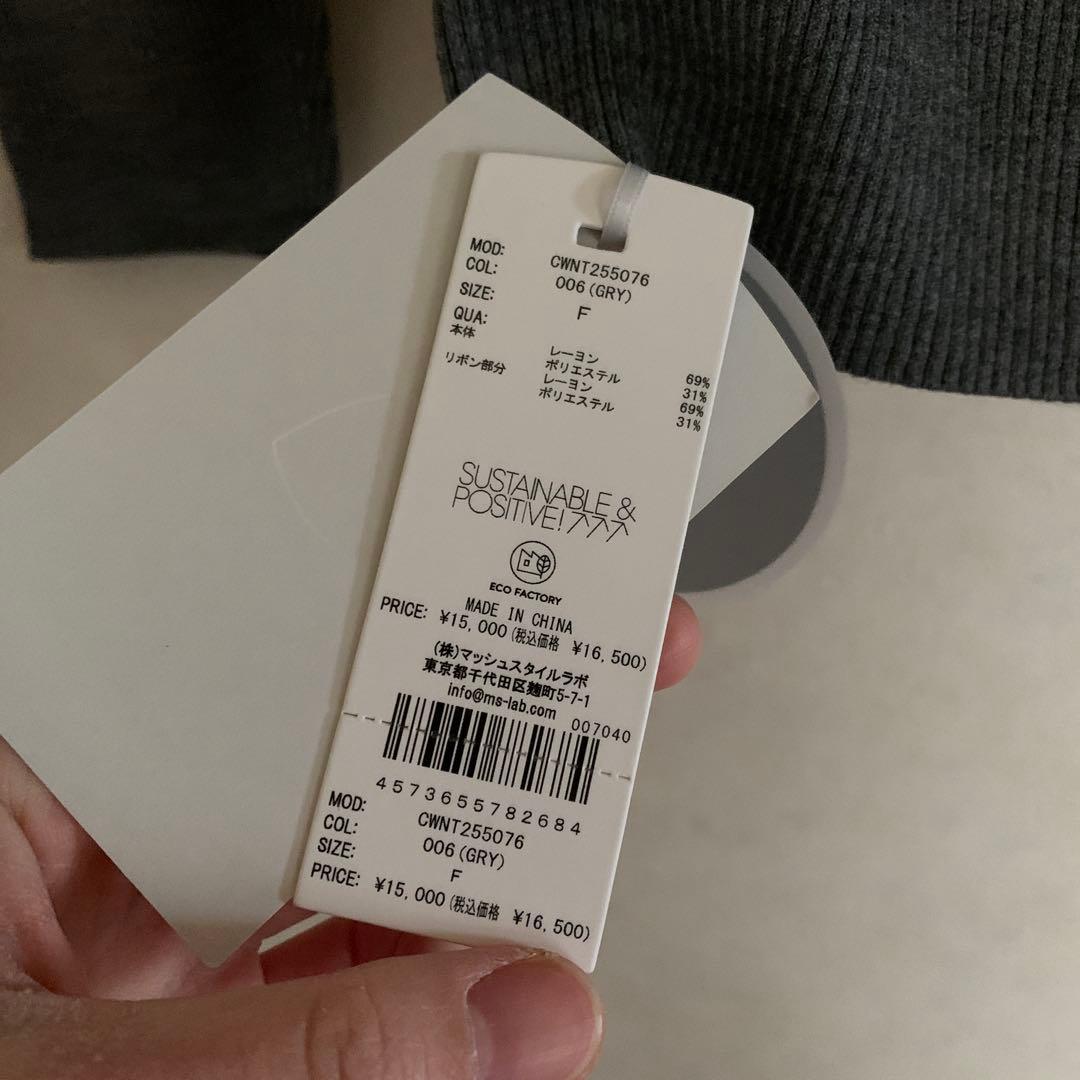 MOD: CWNT255076
COL: 006(GRY)
SIZE: F
QUA:
本体 レーヨン 69%
ポリエステル 31%
リボン部分 レーヨン 69%
ポリエステル 31%
SUSTAINABLE &
POSITIVE!
ECO FACTORY
MADE IN CHINA
PRICE: ¥15,000(税込価格 ¥16,500)
(株)マッシュスタイルラボ
東京都千代田区麹町5-7-1
info@ms-lab.com
007040
4573655782684
MOD: CWNT255076
COL: 006(GRY)
SIZE: F
PRICE: ¥15,000(税込価格 ¥16,500)